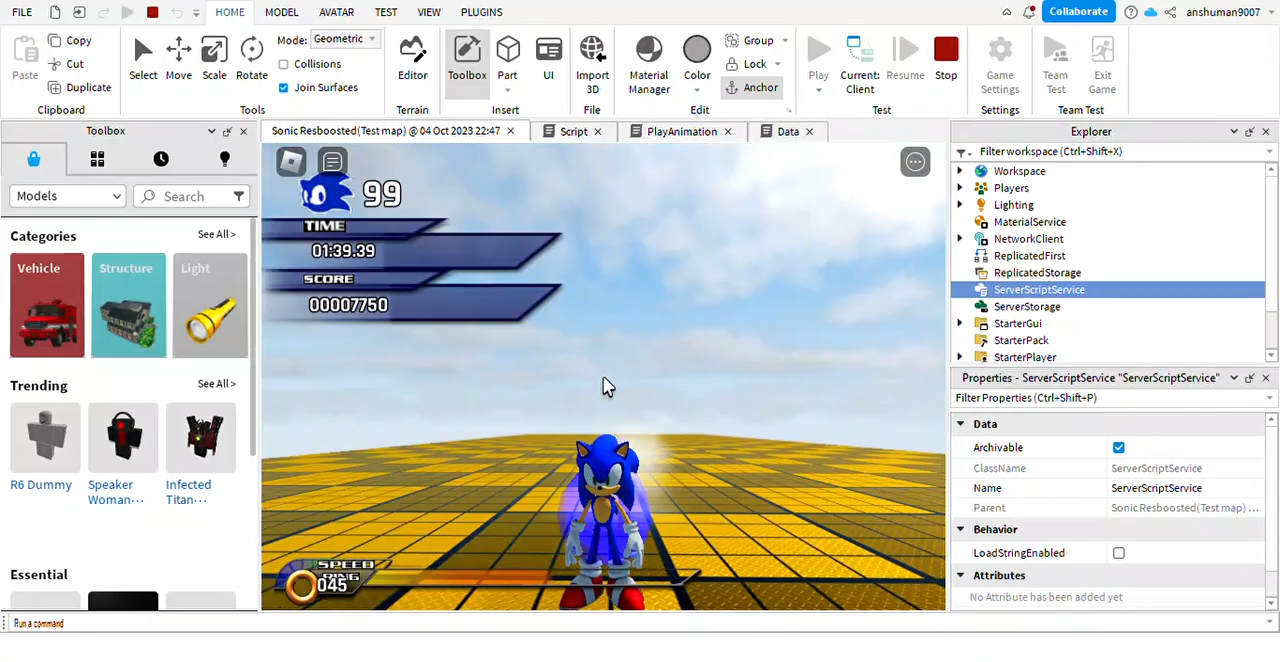 FILE
HOME
MODEL
AVATAR
TEST
VIEW
PLUGINS
Collaborate
anshuman9007
Paste
Copy
Cut
Duplicate
Clipboard
Select
Move
Scale
Rotate
Mode: Geometric
Collisions
Join Surfaces
Tools
Editor
Terrain
Toolbox
Part
UI
Insert
Import
3D
File
Material
Manager
Color
Group
Lock
Anchor
Edit
Play
Current:
Client
Resume
Stop
Test
Game
Settings
Settings
Team
Test
Exit
Game
Team Test
Toolbox
Models
Search
Categories
See All >
Vehicle
Structure
Light
Trending
See All >
R6 Dummy
Speaker
Woman...
Infected
Titan...
Essential
Sonic Resboosted(Test map) @ 04 Oct 2023 22:47
Script
PlayAnimation
Data
99
TIME
01:39.39
SCORE
00007750
SPEED
RING
045
Explorer
Filter workspace (Ctrl+Shift+X)
Workspace
Players
Lighting
MaterialService
NetworkClient
ReplicatedFirst
ReplicatedStorage
ServerScriptService
ServerStorage
StarterGui
StarterPack
StarterPlayer
Properties - ServerScriptService "ServerScriptService"
Filter Properties (Ctrl+Shift+P)
Data
Archivable
ClassName ServerScriptService
Name ServerScriptService
Parent Sonic Resboosted(Test map) ...
Behavior
LoadStringEnabled
Attributes
No Attribute has been added yet
Run a command